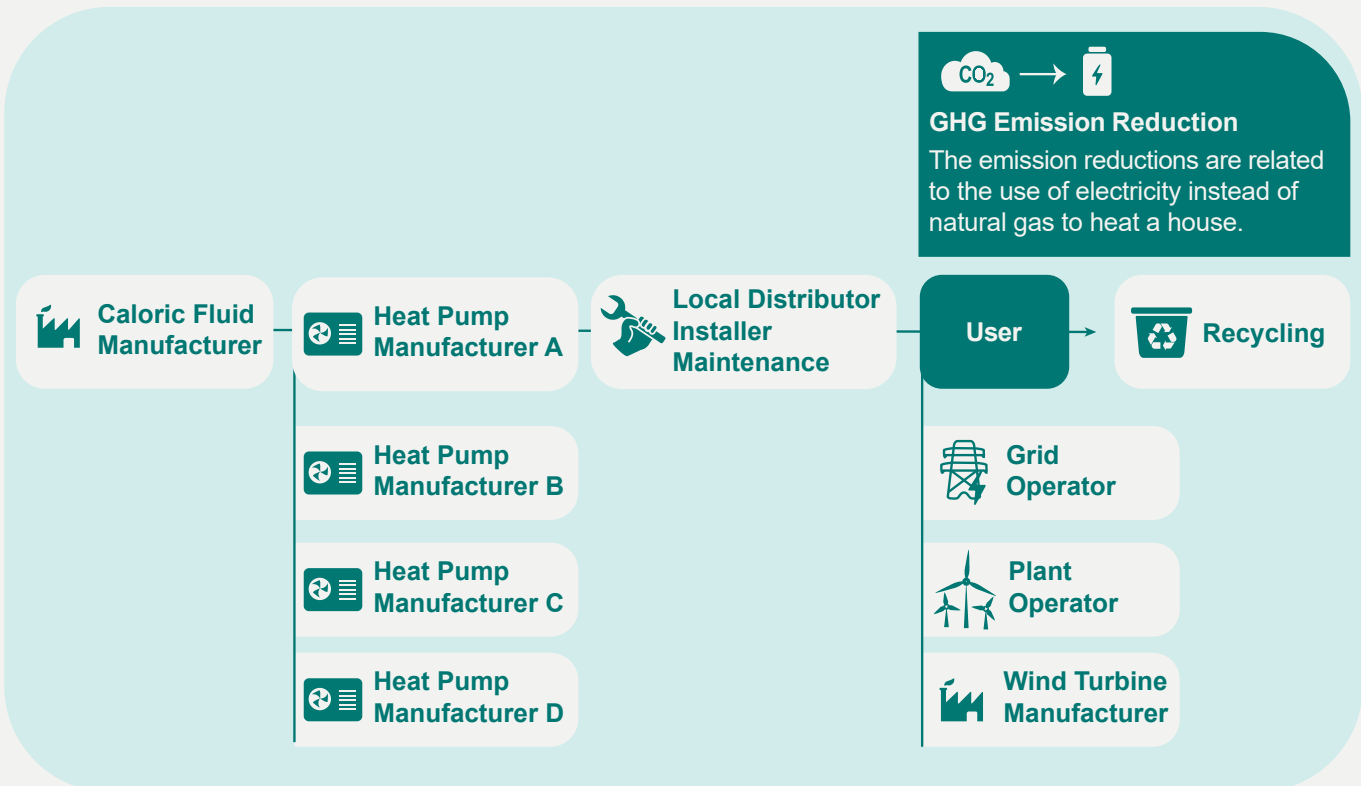 CO2
GHG Emission Reduction
The emission reductions are related
to the use of electricity instead of
natural gas to heat a house.
Caloric Fluid
Manufacturer
Heat Pump
Manufacturer A
Local Distributor
Installer
Maintenance
User
Recycling
Heat Pump
Manufacturer B
Grid
Operator
Heat Pump
Manufacturer C
Plant
Operator
Heat Pump
Manufacturer D
Wind Turbine
Manufacturer